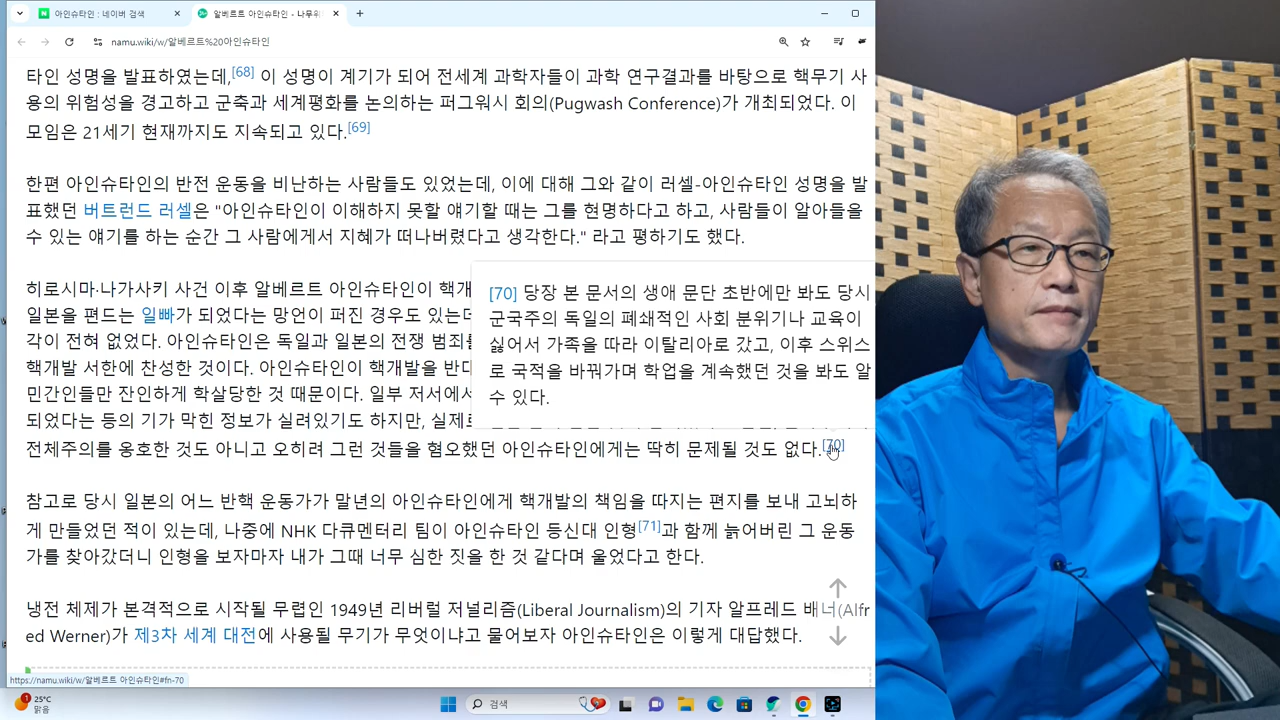 아인슈타인 : 네이버 검색
알베르트 아인슈타인 - 나무위
namu.wiki/w/알베르트%20아인슈타인
타인 성명을 발표하였는데,[68] 이 성명이 계기가 되어 전세계 과학자들이 과학 연구결과를 바탕으로 핵무기 사
용의 위험성을 경고하고 군축과 세계평화를 논의하는 퍼그워시 회의(Pugwash Conference)가 개최되었다. 이
모임은 21세기 현재까지도 지속되고 있다.[69]
한편 아인슈타인의 반전 운동을 비난하는 사람들도 있었는데, 이에 대해 그와 같이 러셀-아인슈타인 성명을 발
표했던 버트런드 러셀은 "아인슈타인이 이해하지 못할 얘기할 때는 그를 현명하다고 하고, 사람들이 알아들을
수 있는 얘기를 하는 순간 그 사람에게서 지혜가 떠나버렸다고 생각한다." 라고 평하기도 했다.
히로시마·나가사키 사건 이후 알베르트 아인슈타인이 핵개
일본을 편드는 일빠가 되었다는 망언이 퍼진 경우도 있는데
각이 전혀 없었다. 아인슈타인은 독일과 일본의 전쟁 범죄를
핵개발 서한에 찬성한 것이다. 아인슈타인이 핵개발을 반대
민간인들만 잔인하게 학살당한 것 때문이다. 일부 저서에서
되었다는 등의 기가 막힌 정보가 실려있기도 하지만, 실제로
전체주의를 옹호한 것도 아니고 오히려 그런 것들을 혐오했던 아인슈타인에게는 딱히 문제될 것도 없다.[70]
[70] 당장 본 문서의 생애 문단 초반에만 봐도 당시
군국주의 독일의 폐쇄적인 사회 분위기나 교육이
싫어서 가족을 따라 이탈리아로 갔고, 이후 스위스
로 국적을 바꿔가며 학업을 계속했던 것을 봐도 알
수 있다.
참고로 당시 일본의 어느 반핵 운동가가 말년의 아인슈타인에게 핵개발의 책임을 따지는 편지를 보내 고뇌하
게 만들었던 적이 있는데, 나중에 NHK 다큐멘터리 팀이 아인슈타인 등신대 인형[71]과 함께 늙어버린 그 운동
가를 찾아갔더니 인형을 보자마자 내가 그때 너무 심한 짓을 한 것 같다며 울었다고 한다.
냉전 체제가 본격적으로 시작될 무렵인 1949년 리버럴 저널리즘(Liberal Journalism)의 기자 알프레드 배너(Alfr
ed Werner)가 제3차 세계 대전에 사용될 무기가 무엇이냐고 물어보자 아인슈타인은 이렇게 대답했다.
https://namu.wiki/w/알베르트 아인슈타인#fn-70
1
25°C
맑음
검색